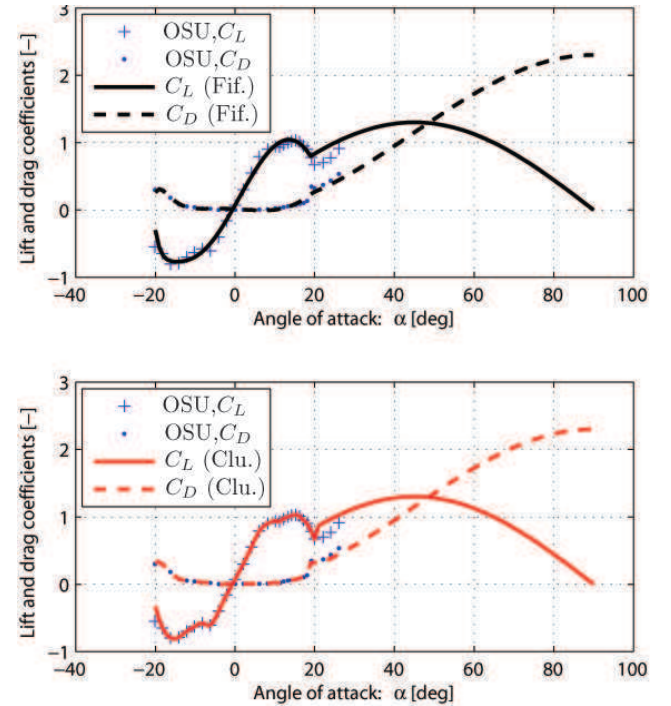 Lift and drag coefficients [–]
3
2
1
0
−1
OSU,C_L
OSU,C_D
C_L (Fif.)
C_D (Fif.)
−40 −20 0 20 40 60 80 100
Angle of attack: α [deg]
Lift and drag coefficients [–]
3
2
1
0
−1
OSU,C_L
OSU,C_D
C_L (Clu.)
C_D (Clu.)
−40 −20 0 20 40 60 80 100
Angle of attack: α [deg]